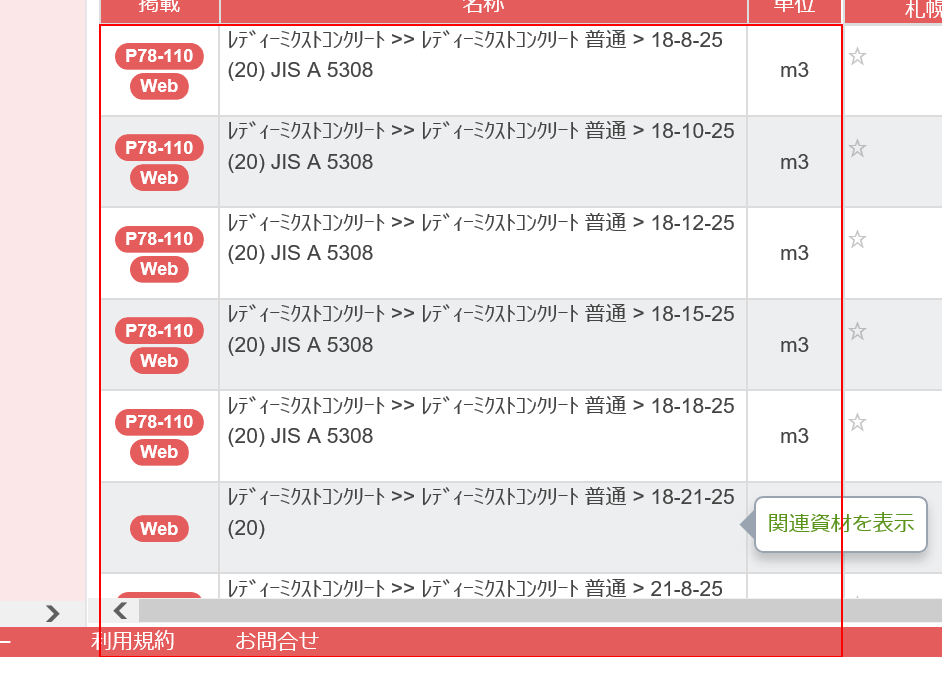 掲載 名称 単位 札幌
P78-110
Web
ﾚﾃﾞｨｰﾐｸｽﾄｺﾝｸﾘｰﾄ >> ﾚﾃﾞｨｰﾐｸｽﾄｺﾝｸﾘｰﾄ 普通 > 18-8-25
(20) JIS A 5308
m3
☆
P78-110
Web
ﾚﾃﾞｨｰﾐｸｽﾄｺﾝｸﾘｰﾄ >> ﾚﾃﾞｨｰﾐｸｽﾄｺﾝｸﾘｰﾄ 普通 > 18-10-25
(20) JIS A 5308
m3
☆
P78-110
Web
ﾚﾃﾞｨｰﾐｸｽﾄｺﾝｸﾘｰﾄ >> ﾚﾃﾞｨｰﾐｸｽﾄｺﾝｸﾘｰﾄ 普通 > 18-12-25
(20) JIS A 5308
m3
☆
P78-110
Web
ﾚﾃﾞｨｰﾐｸｽﾄｺﾝｸﾘｰﾄ >> ﾚﾃﾞｨｰﾐｸｽﾄｺﾝｸﾘｰﾄ 普通 > 18-15-25
(20) JIS A 5308
m3
☆
P78-110
Web
ﾚﾃﾞｨｰﾐｸｽﾄｺﾝｸﾘｰﾄ >> ﾚﾃﾞｨｰﾐｸｽﾄｺﾝｸﾘｰﾄ 普通 > 18-18-25
(20) JIS A 5308
m3
☆
Web
ﾚﾃﾞｨｰﾐｸｽﾄｺﾝｸﾘｰﾄ >> ﾚﾃﾞｨｰﾐｸｽﾄｺﾝｸﾘｰﾄ 普通 > 18-21-25
(20)
関連資材を表示
ﾚﾃﾞｨｰﾐｸｽﾄｺﾝｸﾘｰﾄ >> ﾚﾃﾞｨｰﾐｸｽﾄｺﾝｸﾘｰﾄ 普通 > 21-8-25
利用規約 お問合せ